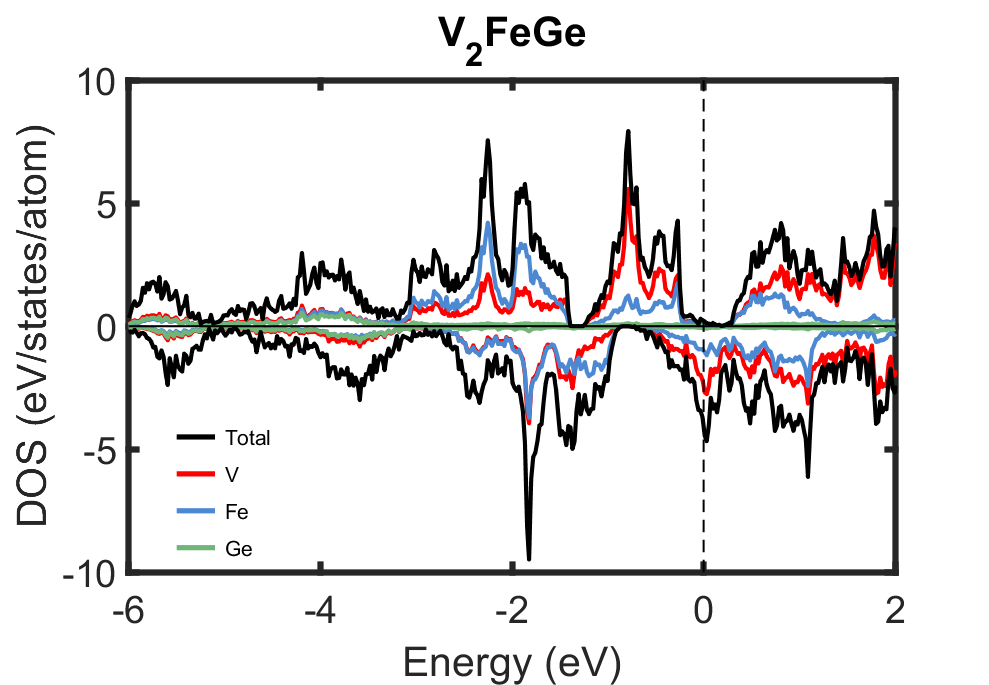 V2FeGe
DOS (eV/states/atom)
10
5
0
-5
-10
Total
V
Fe
Ge
-6
-4
-2
0
2
Energy (eV)